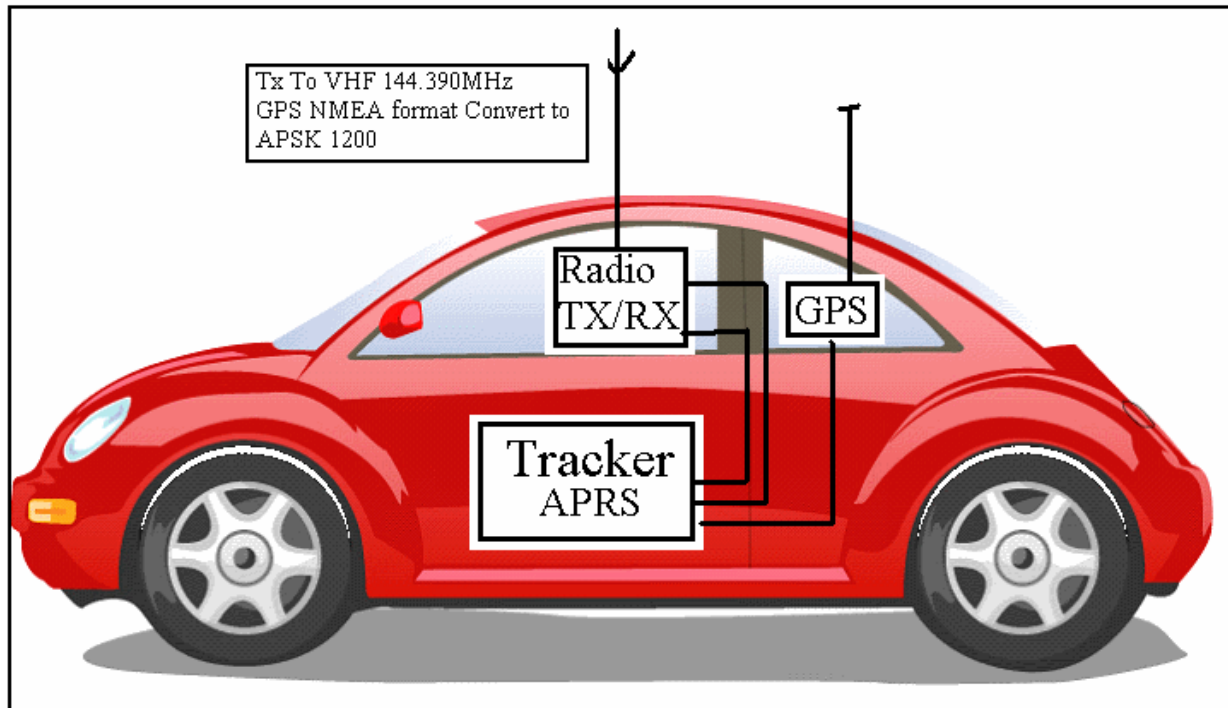 Tx To VHF 144.390MHz
GPS NMEA format Convert to
APSK 1200
Radio
TX/RX
GPS
Tracker
APRS